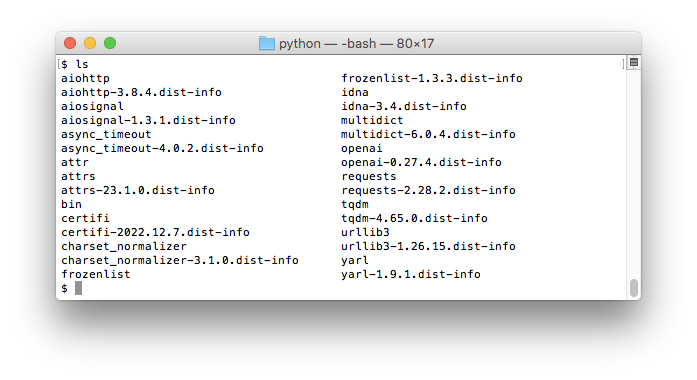 python — -bash — 80×17
[$ ls ]
aiohttp frozenlist-1.3.3.dist-info
aiohttp-3.8.4.dist-info idna
aiosignal idna-3.4.dist-info
aiosignal-1.3.1.dist-info multidict
async_timeout multidict-6.0.4.dist-info
async_timeout-4.0.2.dist-info openai
attr openai-0.27.4.dist-info
attrs requests
attrs-23.1.0.dist-info requests-2.28.2.dist-info
bin tqdm
certifi tqdm-4.65.0.dist-info
certifi-2022.12.7.dist-info urllib3
charset_normalizer urllib3-1.26.15.dist-info
charset_normalizer-3.1.0.dist-info yarl
frozenlist yarl-1.9.1.dist-info
$